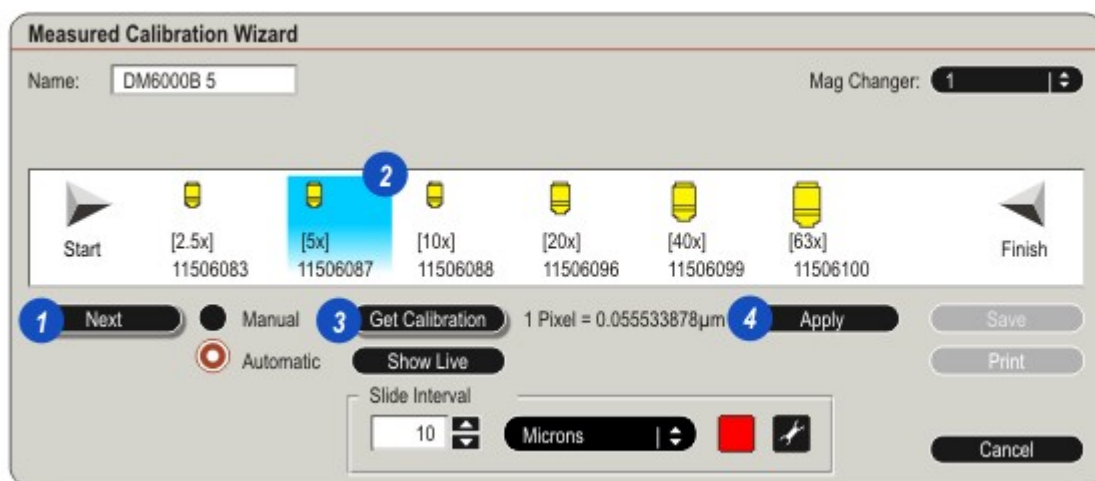 Measured Calibration Wizard
Name: DM6000B 5 Mag Changer: 1
2
Start [2.5x] [5x] [10x] [20x] [40x] [63x] Finish
11506083 11506087 11506088 11506096 11506099 11506100
1 Next Manual 3 Get Calibration 1 Pixel = 0.055533878µm 4 Apply Save
Automatic Show Live Print
Slide Interval
10 Microns
Cancel